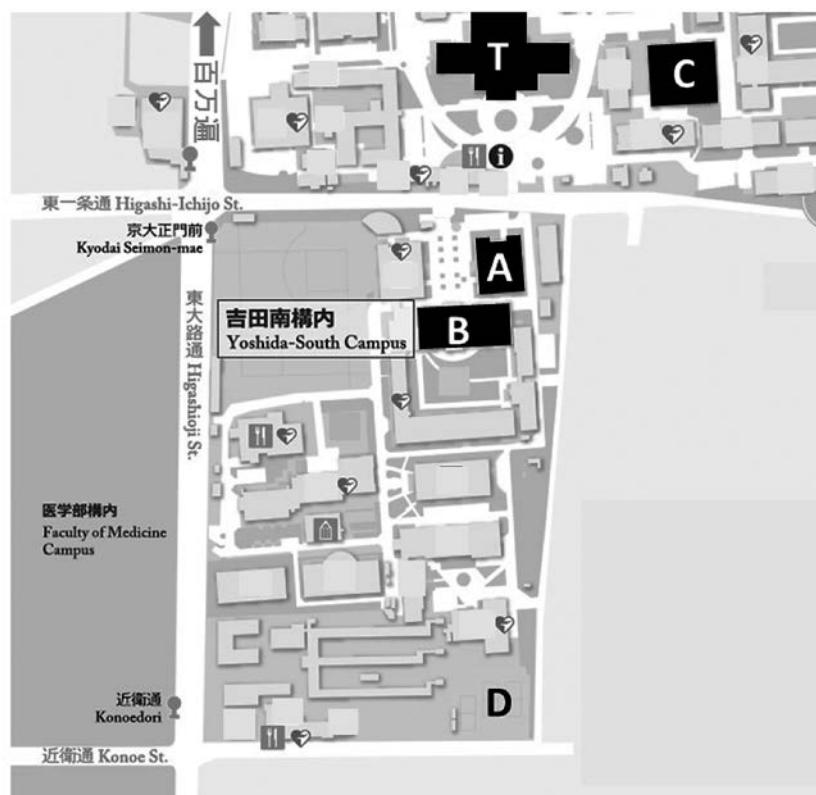 T
C
百万遍
i
東一条通 Higashi-Ichijo St.
京大正門前
Kyodai Seimon-mae
A
B
吉田南構内
Yoshida-South Campus
東大路通 Higashioji St.
医学部構内
Faculty of Medicine
Campus
近衛通
Konoedori
D
近衛通 Konoe St.